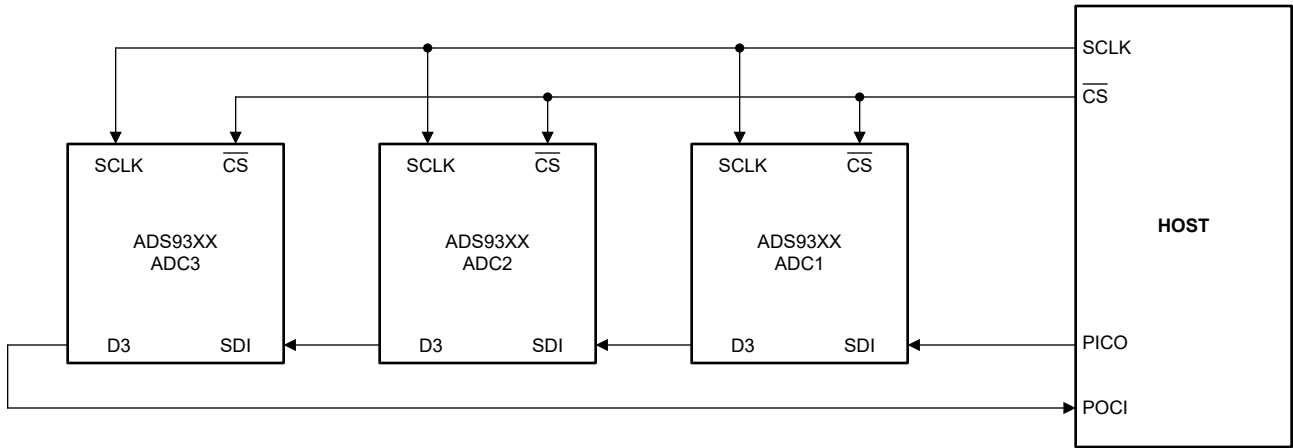 SCLK
CS
SCLK CS SCLK CS SCLK CS
ADS93XX ADS93XX ADS93XX HOST
ADC3 ADC2 ADC1
D3 SDI D3 SDI D3 SDI PICO
POCI